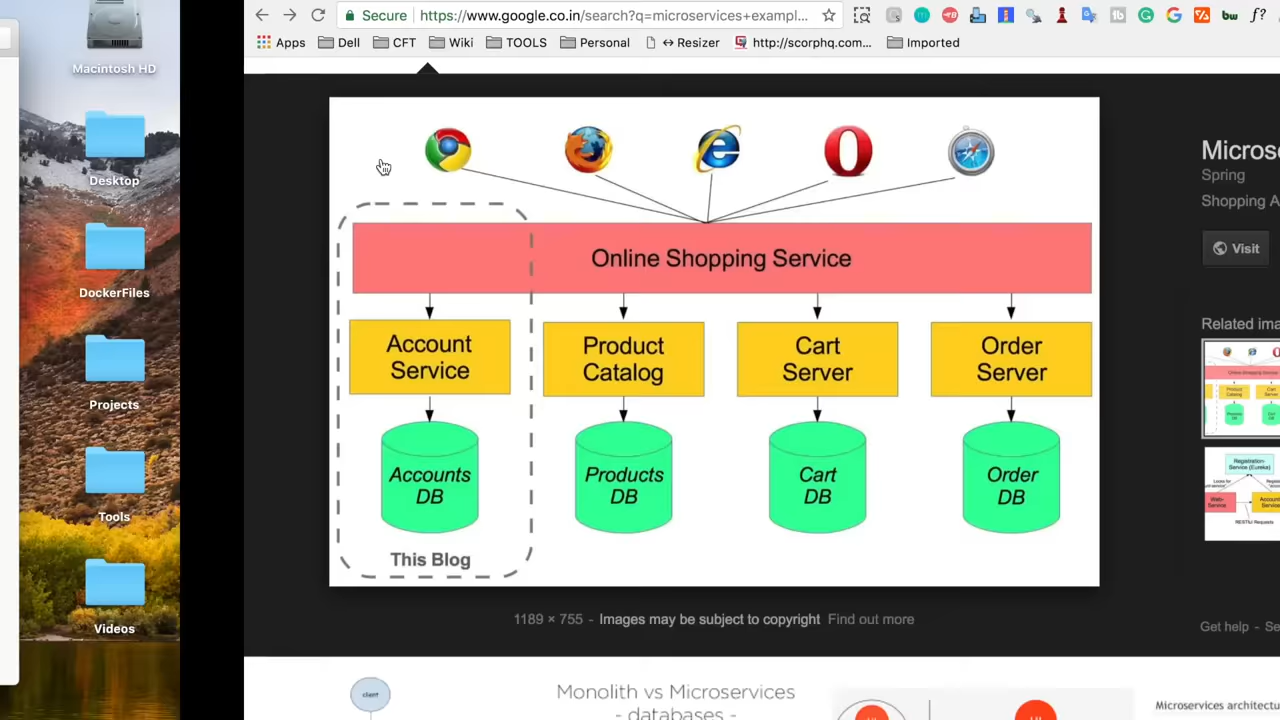 Macintosh HD
Desktop
DockerFiles
Projects
Tools
Videos
Secure https://www.google.co.in/search?q=microservices+exampl...
Apps Dell CFT Wiki TOOLS Personal ↔ Resizer http://scorphq.com... Imported
Online Shopping Service
Account Service
Product Catalog
Cart Server
Order Server
Accounts DB
Products DB
Cart DB
Order DB
This Blog
1189 × 755 - Images may be subject to copyright Find out more
Micros
Spring
Shopping A
Visit
Related ima
Get help - Se
client
Monolith vs Microservices
- databases -
Microservices architectu